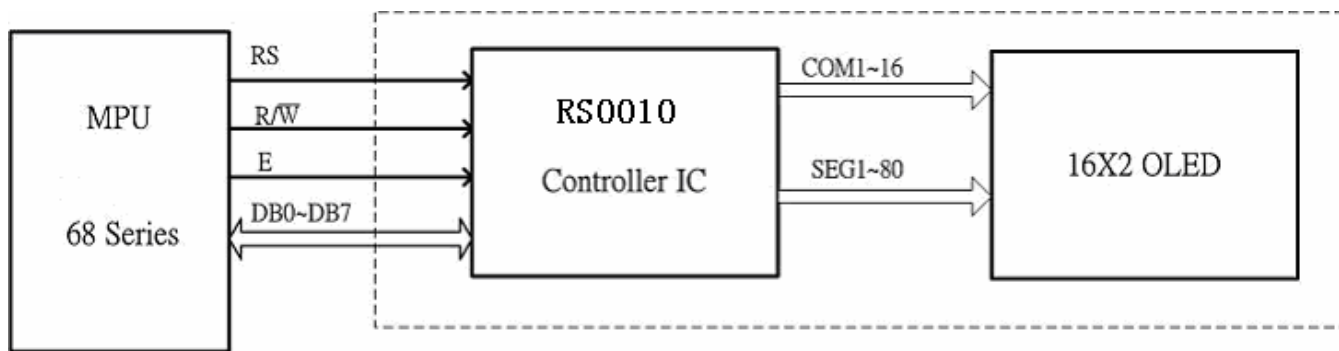 MPU
68 Series
RS
R/W̅
E
DB0~DB7
RS0010
Controller IC
COM1~16
SEG1~80
16X2 OLED